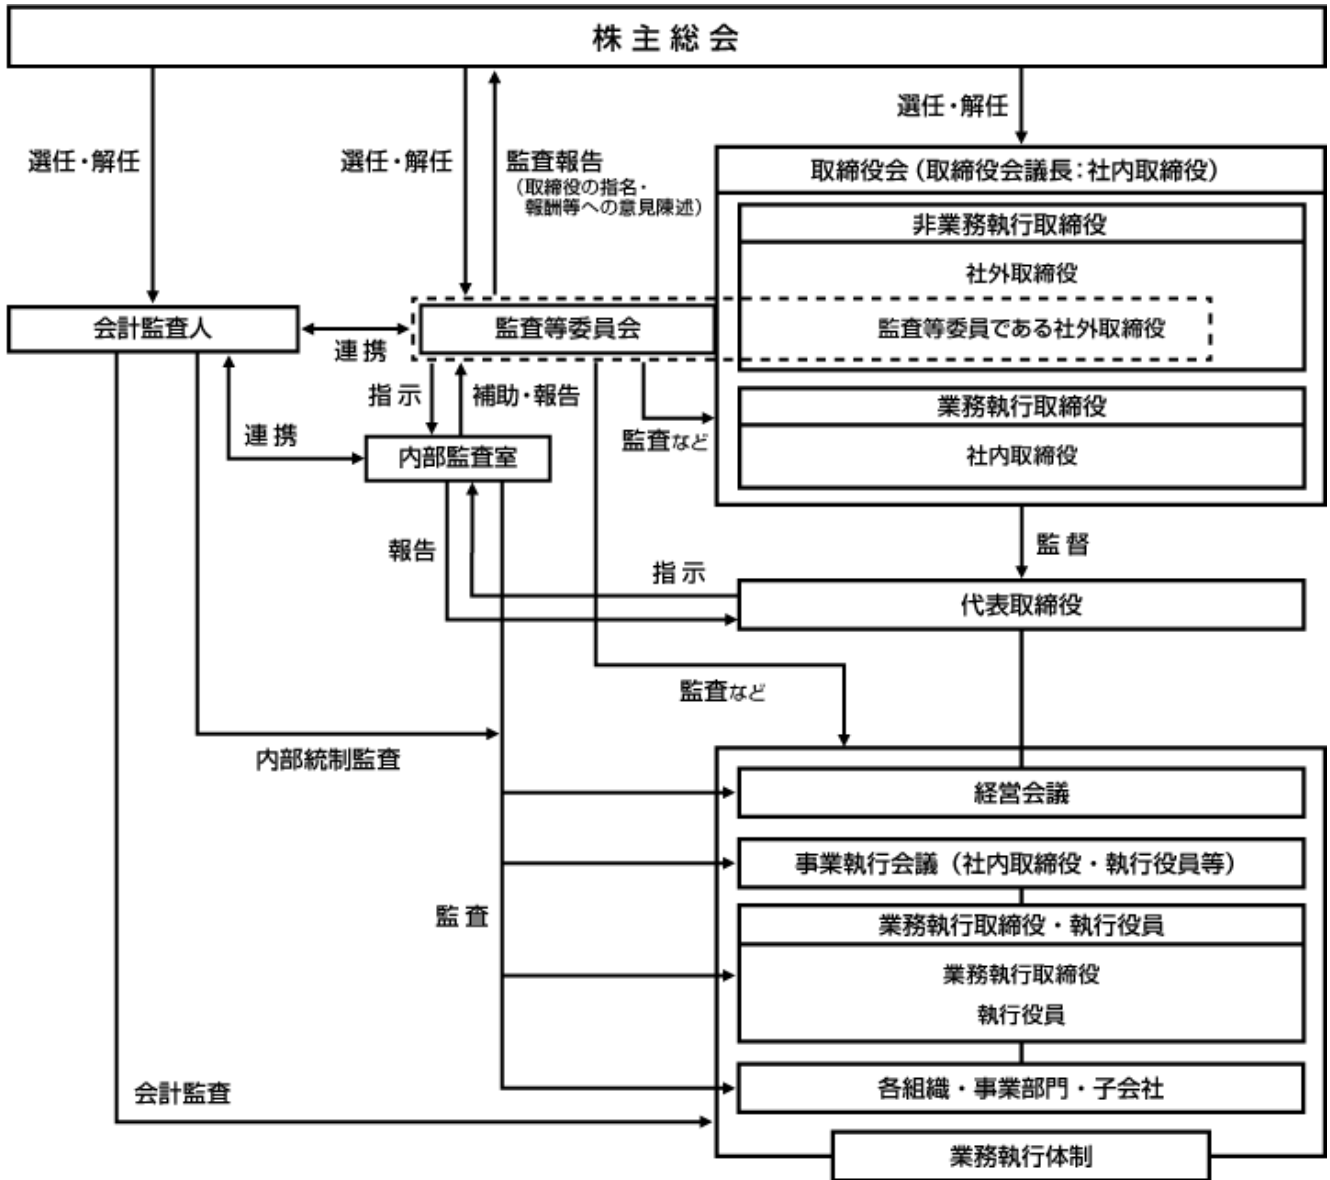 株主総会
選任・解任
選任・解任
監査報告
（取締役の指名・
報酬等への意見陳述）
選任・解任
取締役会（取締役会議長：社内取締役）
非業務執行取締役
社外取締役
監査等委員である社外取締役
業務執行取締役
社内取締役
会計監査人
連携
監査等委員会
指示
補助・報告
監査など
連携
内部監査室
報告
指示
監督
代表取締役
監査など
内部統制監査
経営会議
事業執行会議（社内取締役・執行役員等）
監査
業務執行取締役・執行役員
業務執行取締役
執行役員
各組織・事業部門・子会社
会計監査
業務執行体制